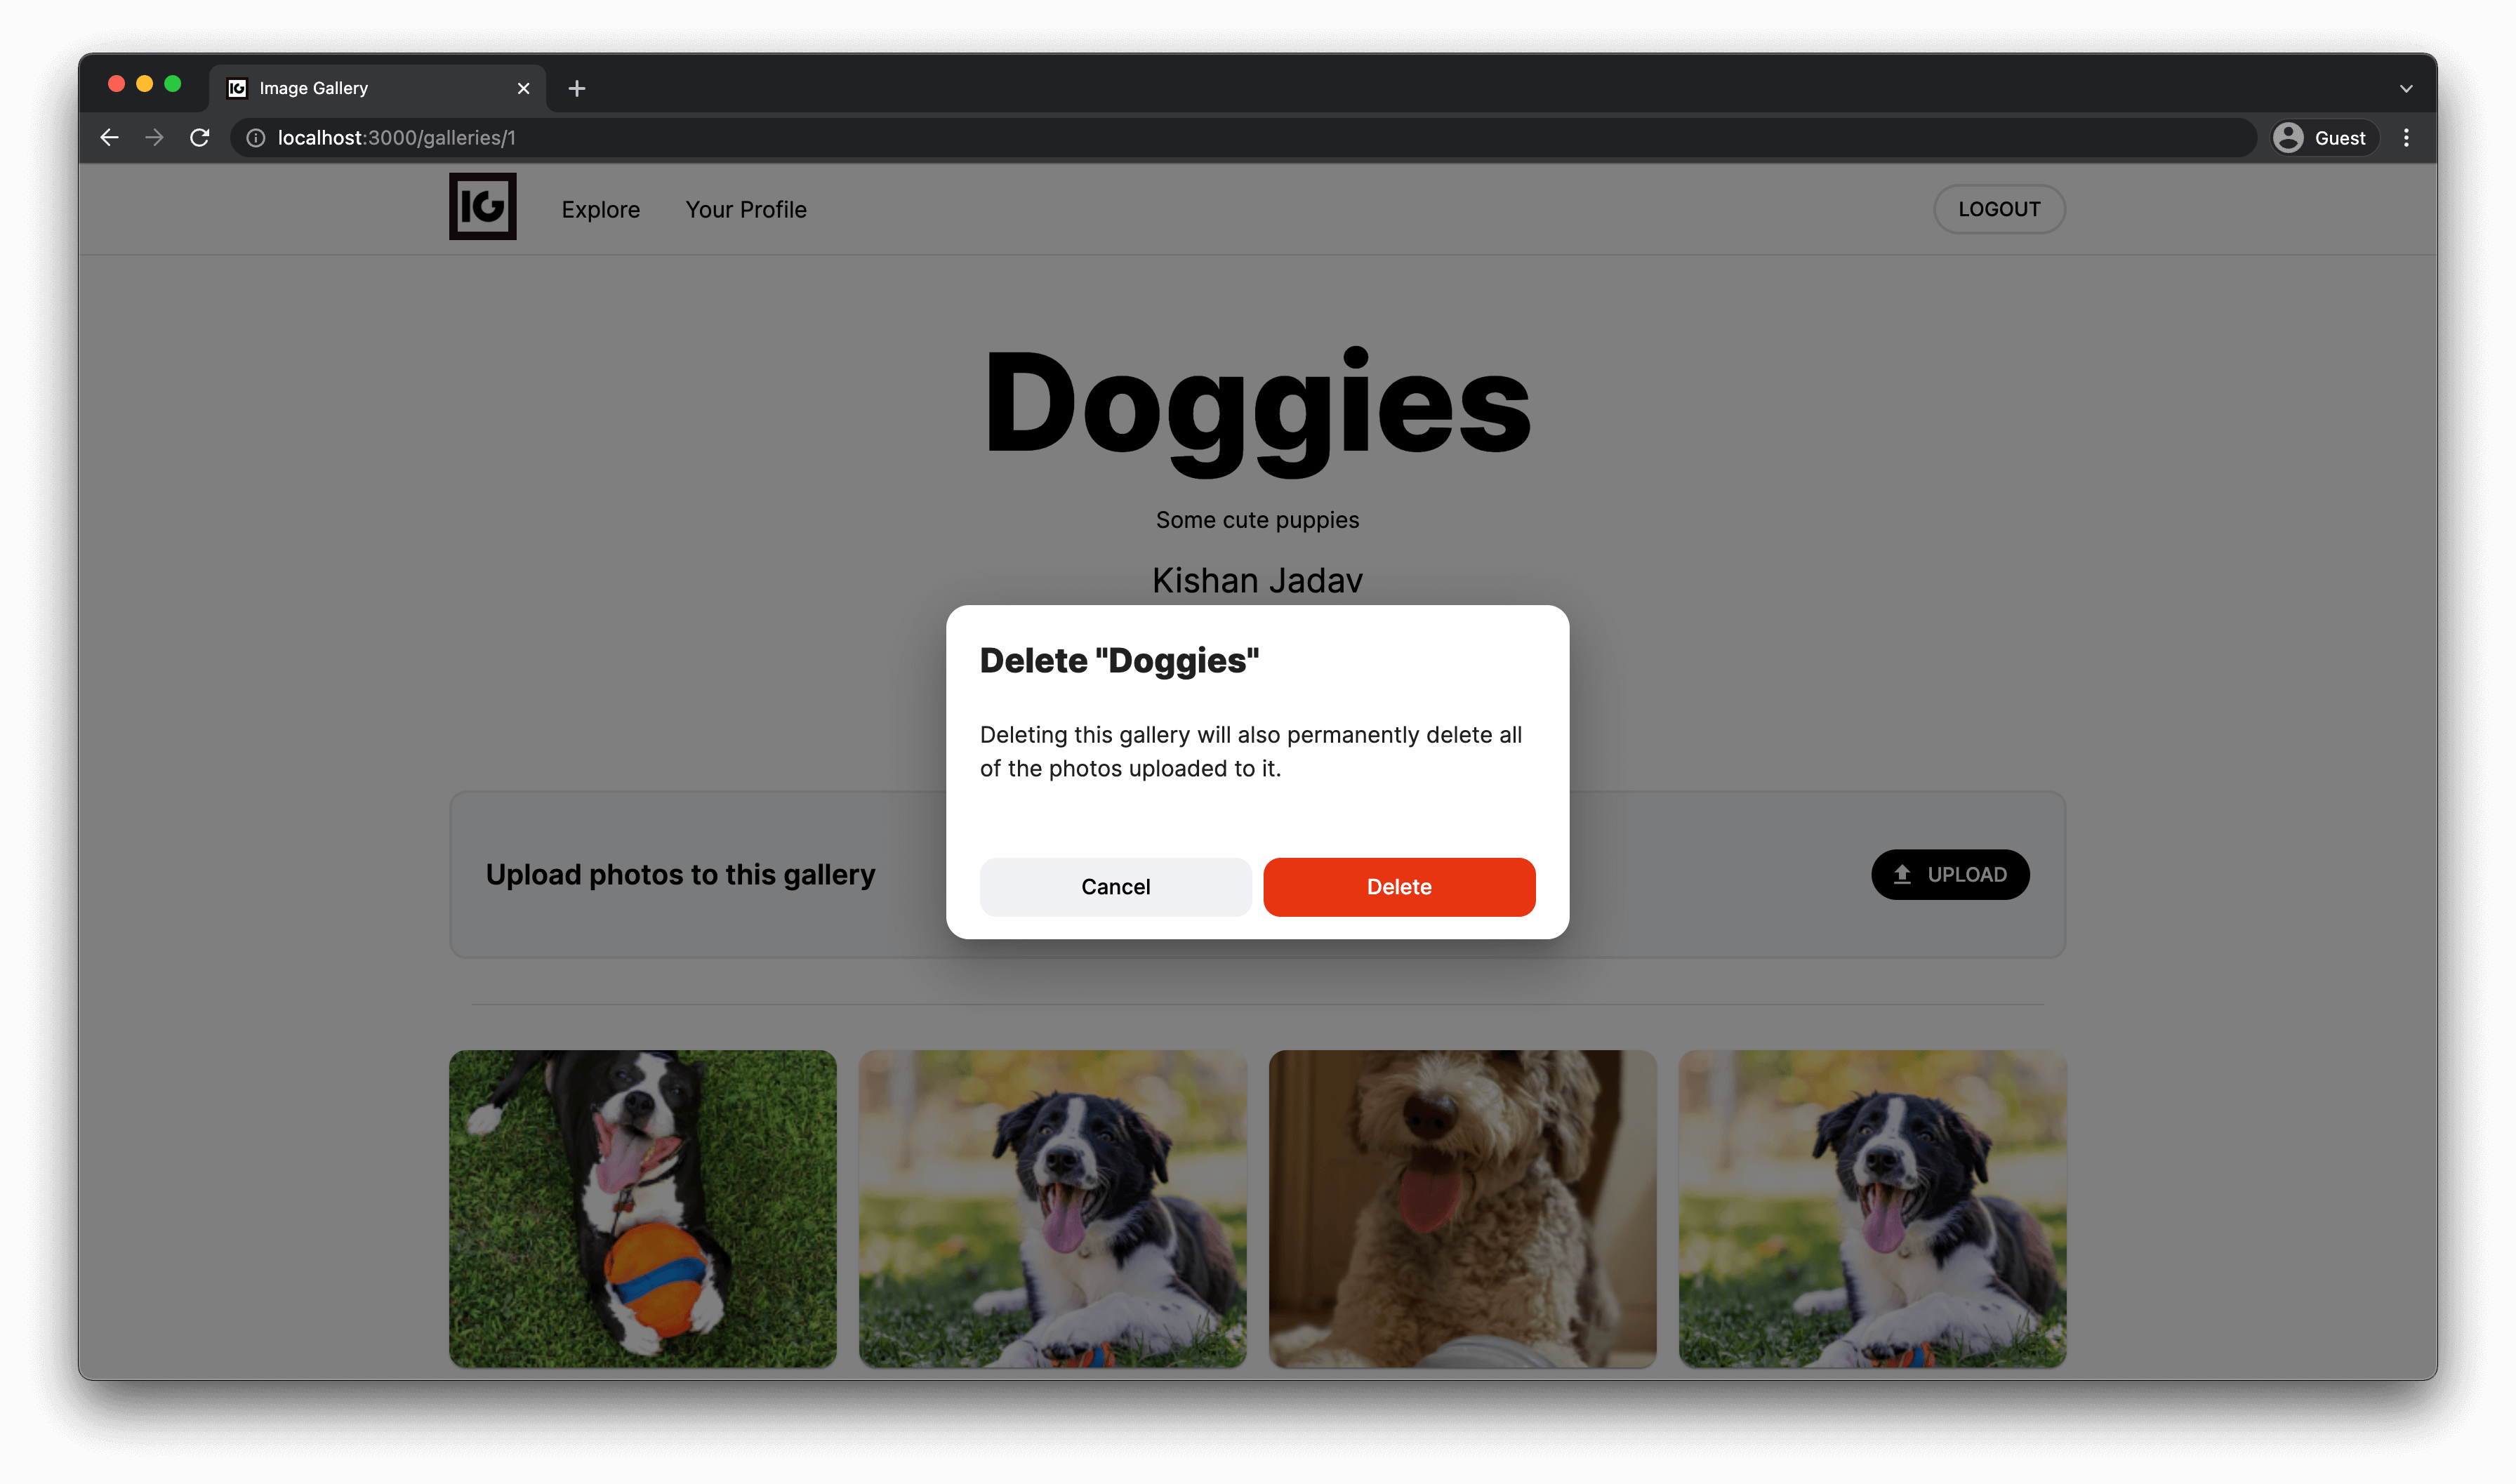 IG Image Gallery
localhost:3000/galleries/1
Guest
IG Explore Your Profile LOGOUT
Doggies
Some cute puppies
Kishan Jadav
Delete "Doggies"
Deleting this gallery will also permanently delete all
of the photos uploaded to it.
Upload photos to this gallery
UPLOAD
Cancel Delete